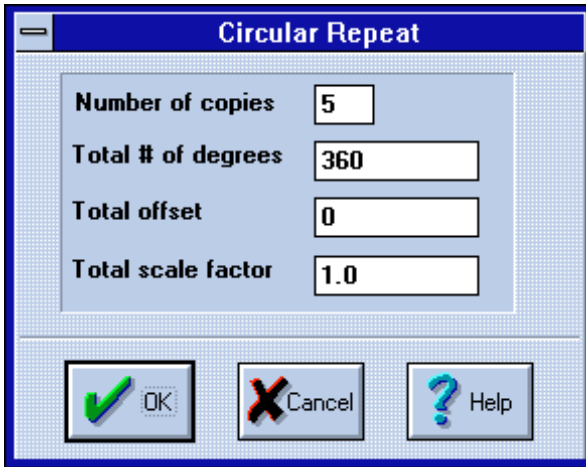 Circular Repeat
Number of copies 5
Total # of degrees 360
Total offset 0
Total scale factor 1.0
OK Cancel Help